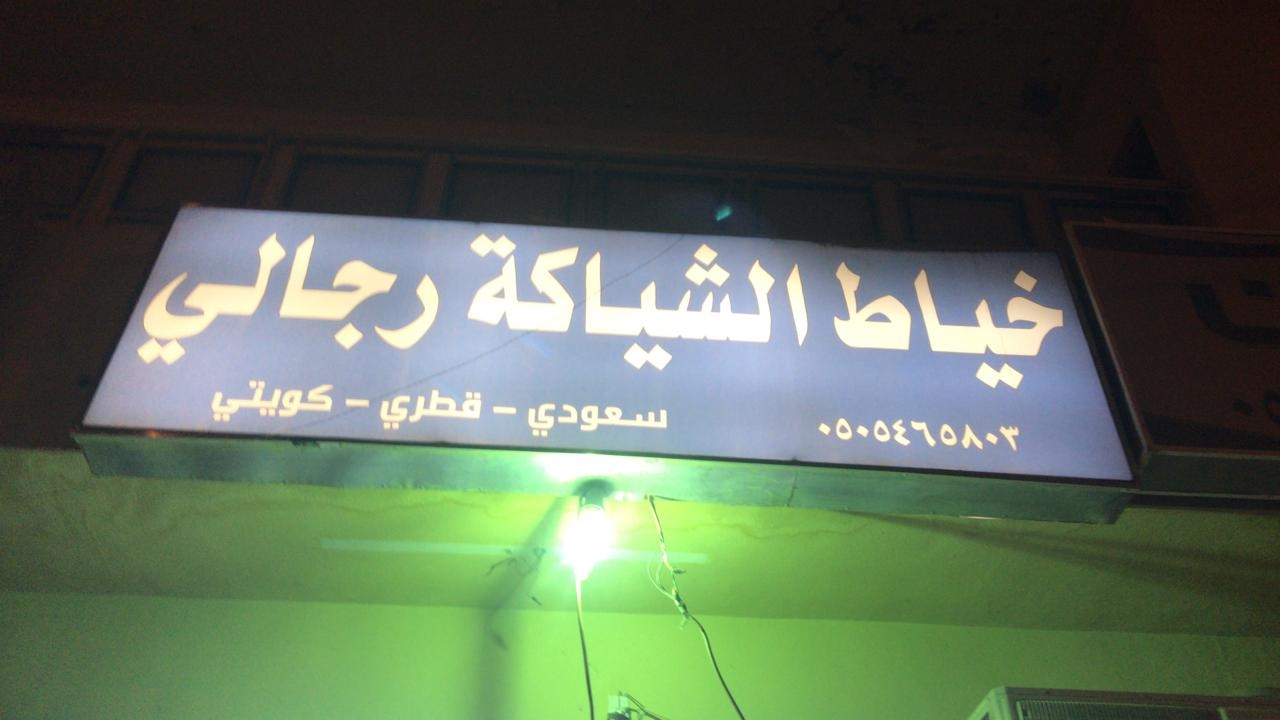 خياط الشياكة رجالي
٠٥٠٥٤٦٥٨٠٣
سعودي - قطري - كويتي